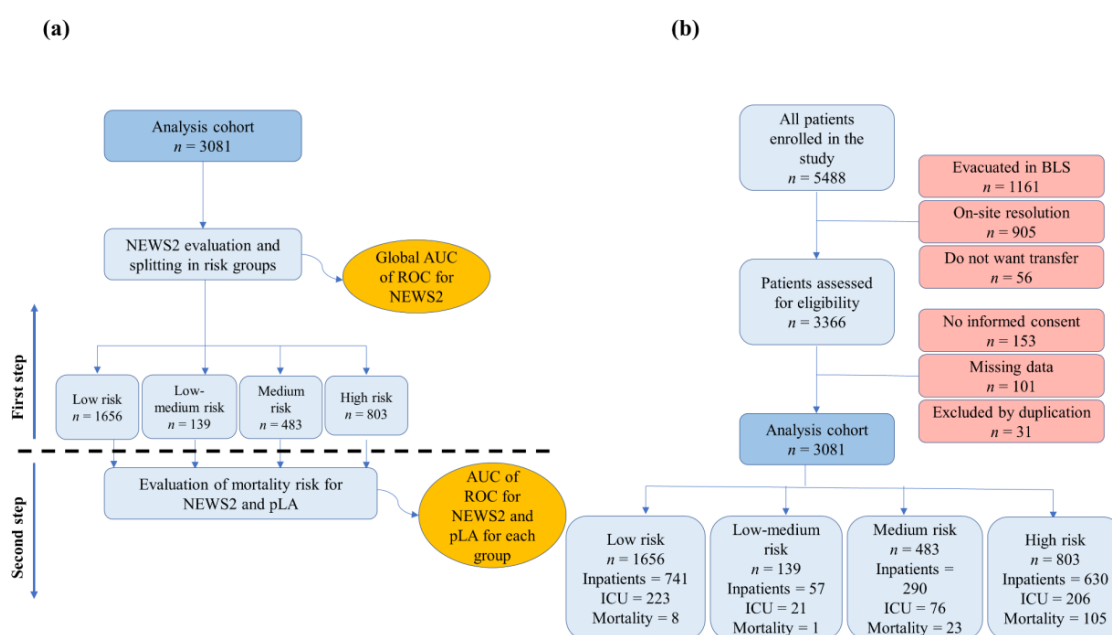 (a)
Analysis cohort
n = 3081
NEWS2 evaluation and
splitting in risk groups
Global AUC
of ROC for
NEWS2
First step
Low risk
n = 1656
Low-
medium risk
n = 139
Medium
risk
n = 483
High risk
n = 803
Second step
Evaluation of mortality risk for
NEWS2 and pLA
AUC of
ROC for
NEWS2 and
pLA for each
group
(b)
All patients
enrolled in the
study
n = 5488
Evacuated in BLS
n = 1161
On-site resolution
n = 905
Do not want transfer
n = 56
Patients assessed
for eligibility
n = 3366
No informed consent
n = 153
Missing data
n = 101
Excluded by duplication
n = 31
Analysis cohort
n = 3081
Low risk
n = 1656
Inpatients = 741
ICU = 223
Mortality = 8
Low-medium
risk
n = 139
Inpatients = 57
ICU = 21
Mortality = 1
Medium risk
n = 483
Inpatients =
290
ICU = 76
Mortality = 23
High risk
n = 803
Inpatients = 630
ICU = 206
Mortality = 105